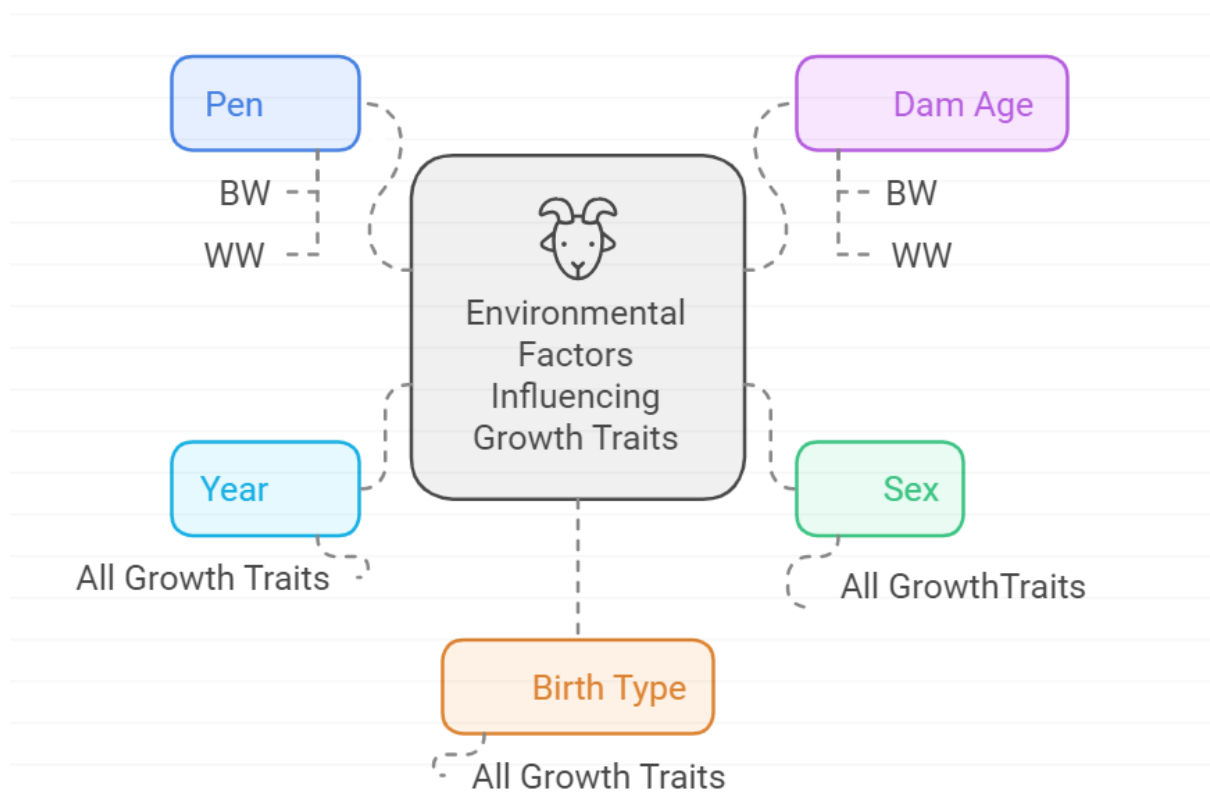 Pen
BW
WW
Dam Age
BW
WW
Environmental
Factors
Influencing
Growth Traits
Year
All Growth Traits
Sex
All GrowthTraits
Birth Type
All Growth Traits